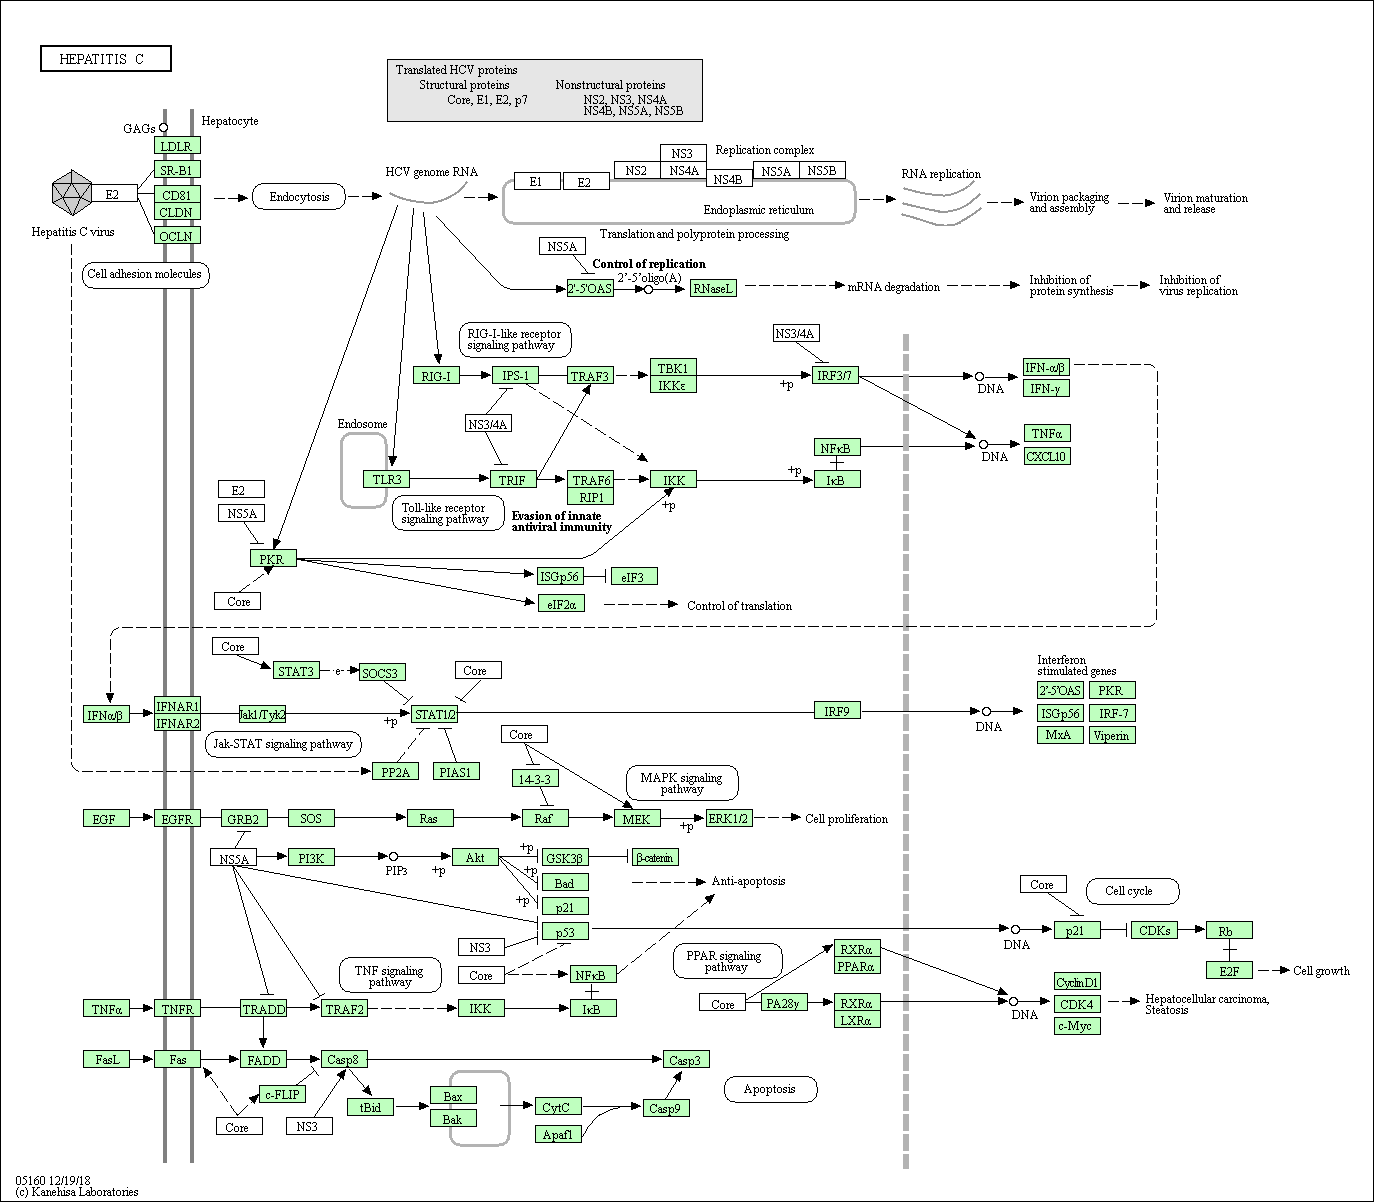 HEPATITIS C
Translated HCV proteins
Structural proteins
Nonstructural proteins
Core, E1, E2, p7
NS2, NS3, NS4A
NS4B, NS5A, NS5B
GAGs
Hepatocyte
LDLR
SR-B1
E2
CD81
CLDN
OCLN
Hepatitis C virus
Cell adhesion molecules
Endocytosis
HCV genome RNA
E1
E2
NS2
NS3
NS4A
NS4B
NS5A
NS5B
Replication complex
Endoplasmic reticulum
Translation and polyprotein processing
RNA replication
Virion packaging
and assembly
Virion maturation
and release
NS5A
Control of replication
2'-5'OAS
2'-5'oligo(A)
RNaseL
mRNA degradation
Inhibition of
protein synthesis
Inhibition of
virus replication
RIG-I-like receptor
signaling pathway
NS3/4A
RIG-I
IPS-1
TRAF3
TBK1
IKKε
+p
IRF3/7
DNA
IFN-α/β
IFN-γ
NS3/4A
Endosome
NFκB
DNA
TNFα
CXCL10
TLR3
TRIF
TRAF6
RIP1
IKK
+p
+p
IκB
Toll-like receptor
signaling pathway
Evasion of innate
antiviral immunity
E2
NS5A
PKR
Core
ISGp56
eIF3
eIF2α
Control of translation
Core
STAT3
e
SOCS3
Core
IFNα/β
IFNAR1
IFNAR2
Jak1/Tyk2
+p
STAT1/2
IRF9
DNA
Interferon
stimulated genes
2'-5'OAS
PKR
ISGp56
IRF-7
MxA
Viperin
Jak-STAT signaling pathway
PP2A
PIAS1
Core
14-3-3
MAPK signaling
pathway
EGF
EGFR
GRB2
SOS
Ras
Raf
MEK
+p
ERK1/2
Cell proliferation
NS5A
PI3K
PIP3
+p
Akt
+p
+p
+p
GSK3β
β-catenin
Bad
p21
p53
Anti-apoptosis
NS3
Core
NFκB
Core
Cell cycle
DNA
p21
CDKs
Rb
E2F
Cell growth
TNF signaling
pathway
PPAR signaling
pathway
RXRα
PPARα
Core
PA28γ
RXRα
LXRα
DNA
CyclinD1
CDK4
c-Myc
Hepatocellular carcinoma,
Steatosis
TNFα
TNFR
TRADD
TRAF2
IKK
IκB
FasL
Fas
FADD
Casp8
Casp3
c-FLIP
Core
NS3
tBid
Bax
Bak
CytC
Apaf1
Casp9
Apoptosis
05160 12/19/18
(c) Kanehisa Laboratories